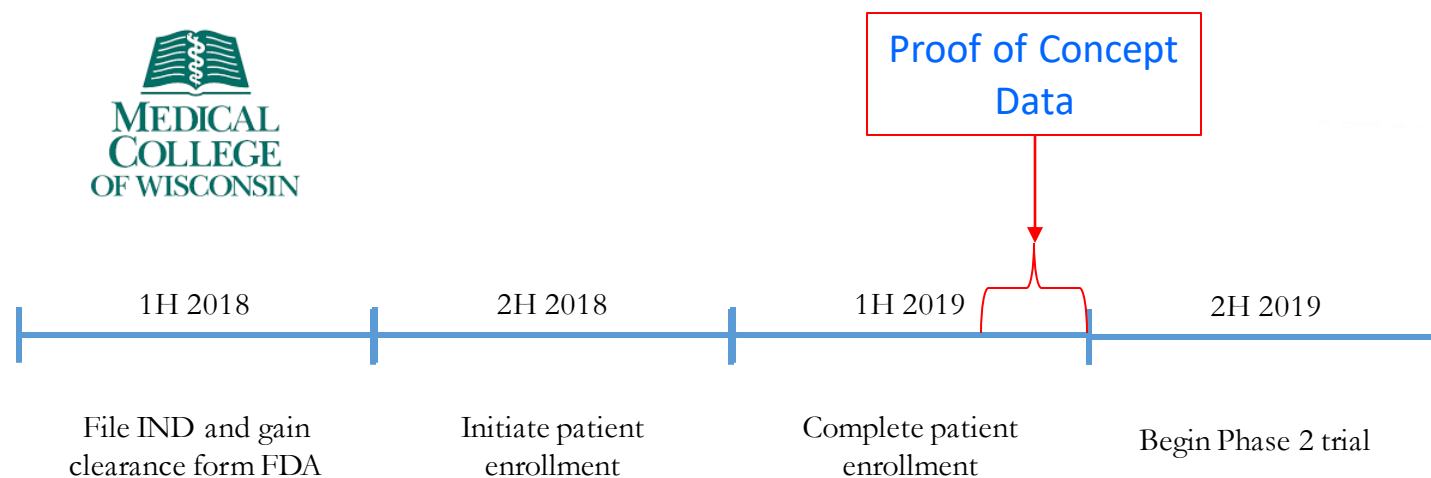 MEDICAL
COLLEGE
OF WISCONSIN
Proof of Concept
Data
1H 2018
2H 2018
1H 2019
2H 2019
File IND and gain
clearance form FDA
Initiate patient
enrollment
Complete patient
enrollment
Begin Phase 2 trial